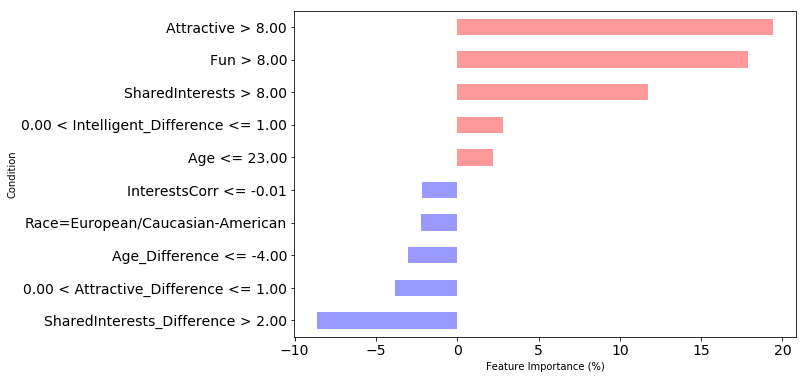 Attractive > 8.00
Fun > 8.00
SharedInterests > 8.00
0.00 < Intelligent_Difference <= 1.00
Age <= 23.00
InterestsCorr <= -0.01
Race=European/Caucasian-American
Age_Difference <= -4.00
0.00 < Attractive_Difference <= 1.00
SharedInterests_Difference > 2.00
Condition
−10 −5 0 5 10 15 20
Feature Importance (%)